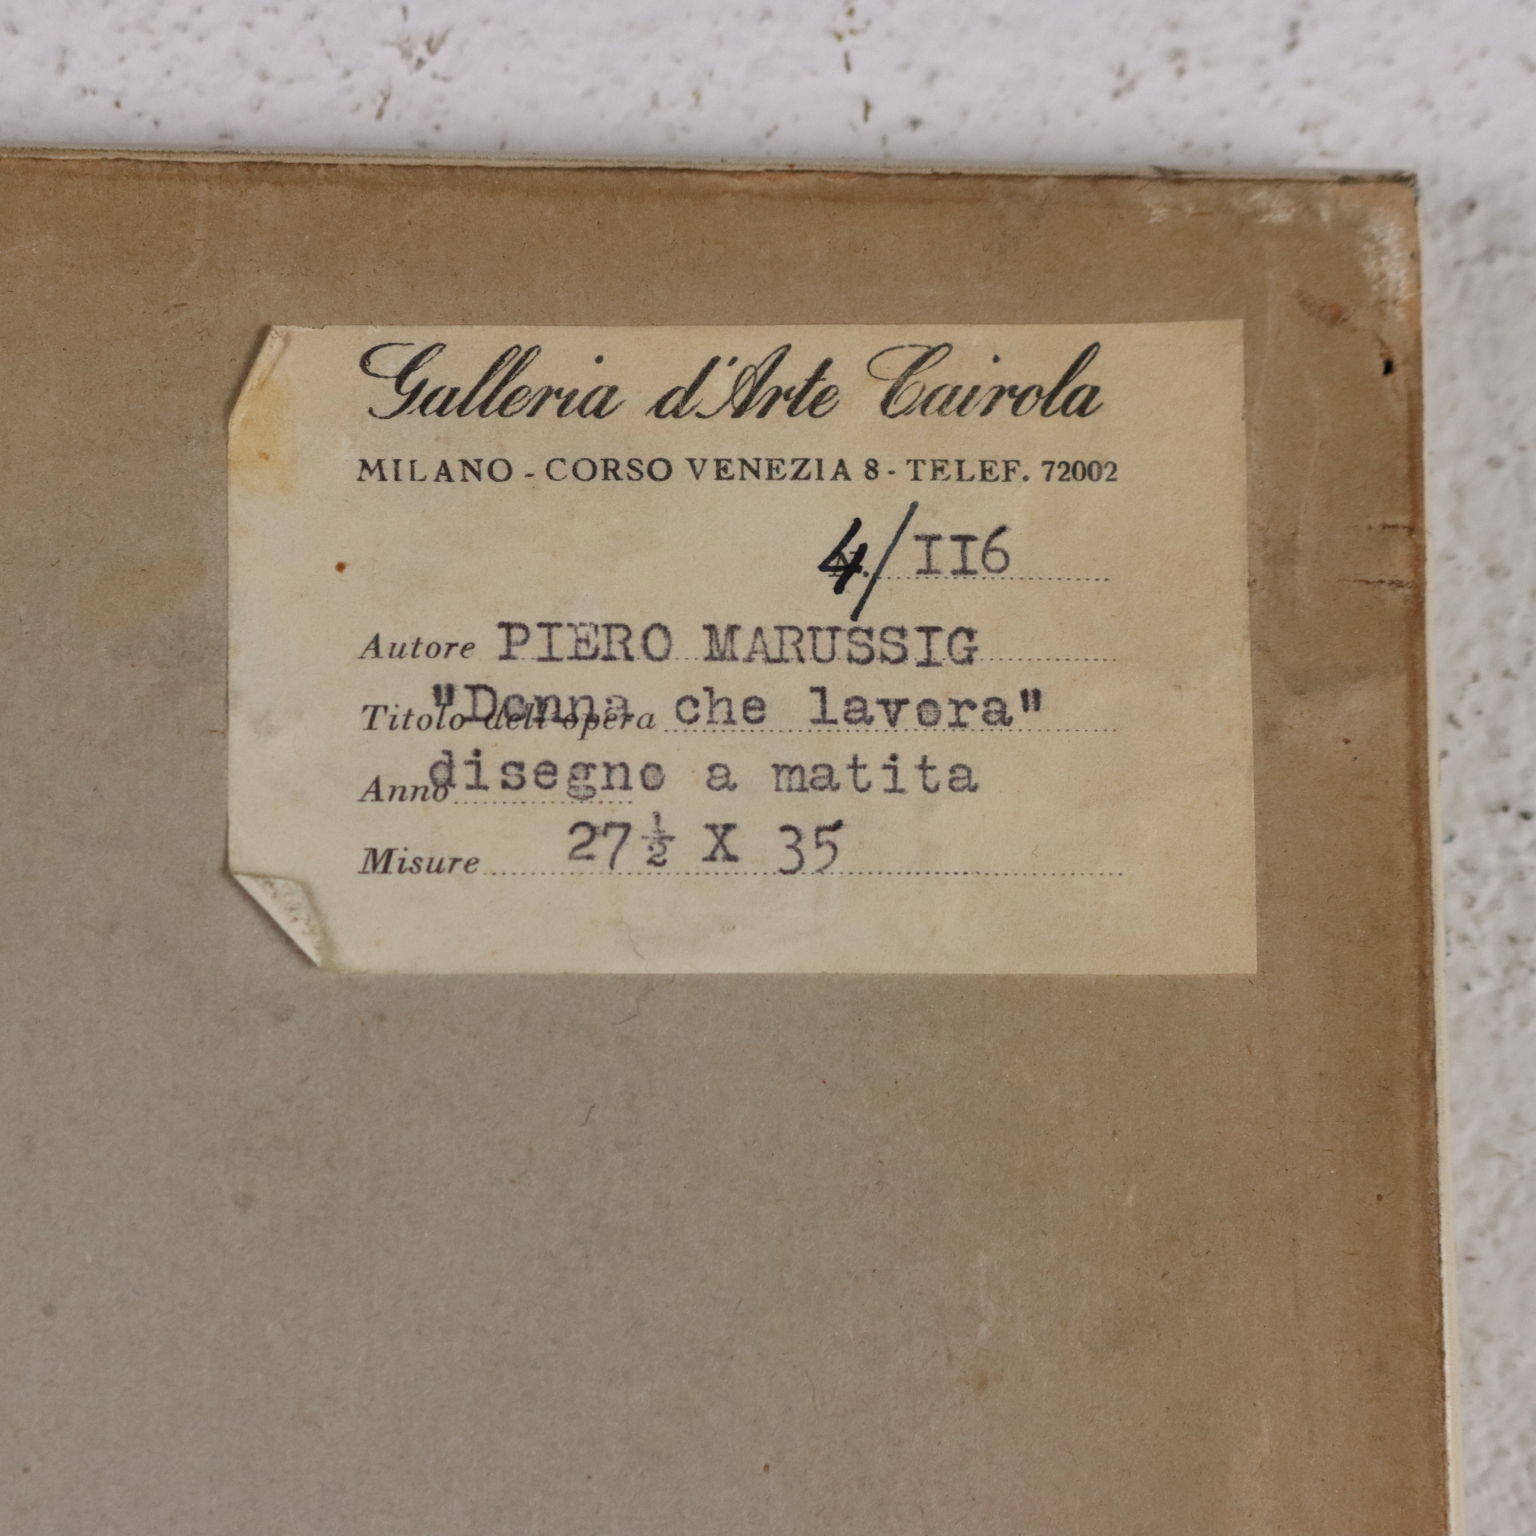 Galleria d'Arte Cairola
MILANO - CORSO VENEZIA 8 - TELEF. 72002
N. 4/ II6
Autore PIERO MARUSSIG
Titolo dell'opera "Donna che lavora"
Anno disegno a matita
Misure 27½ X 35